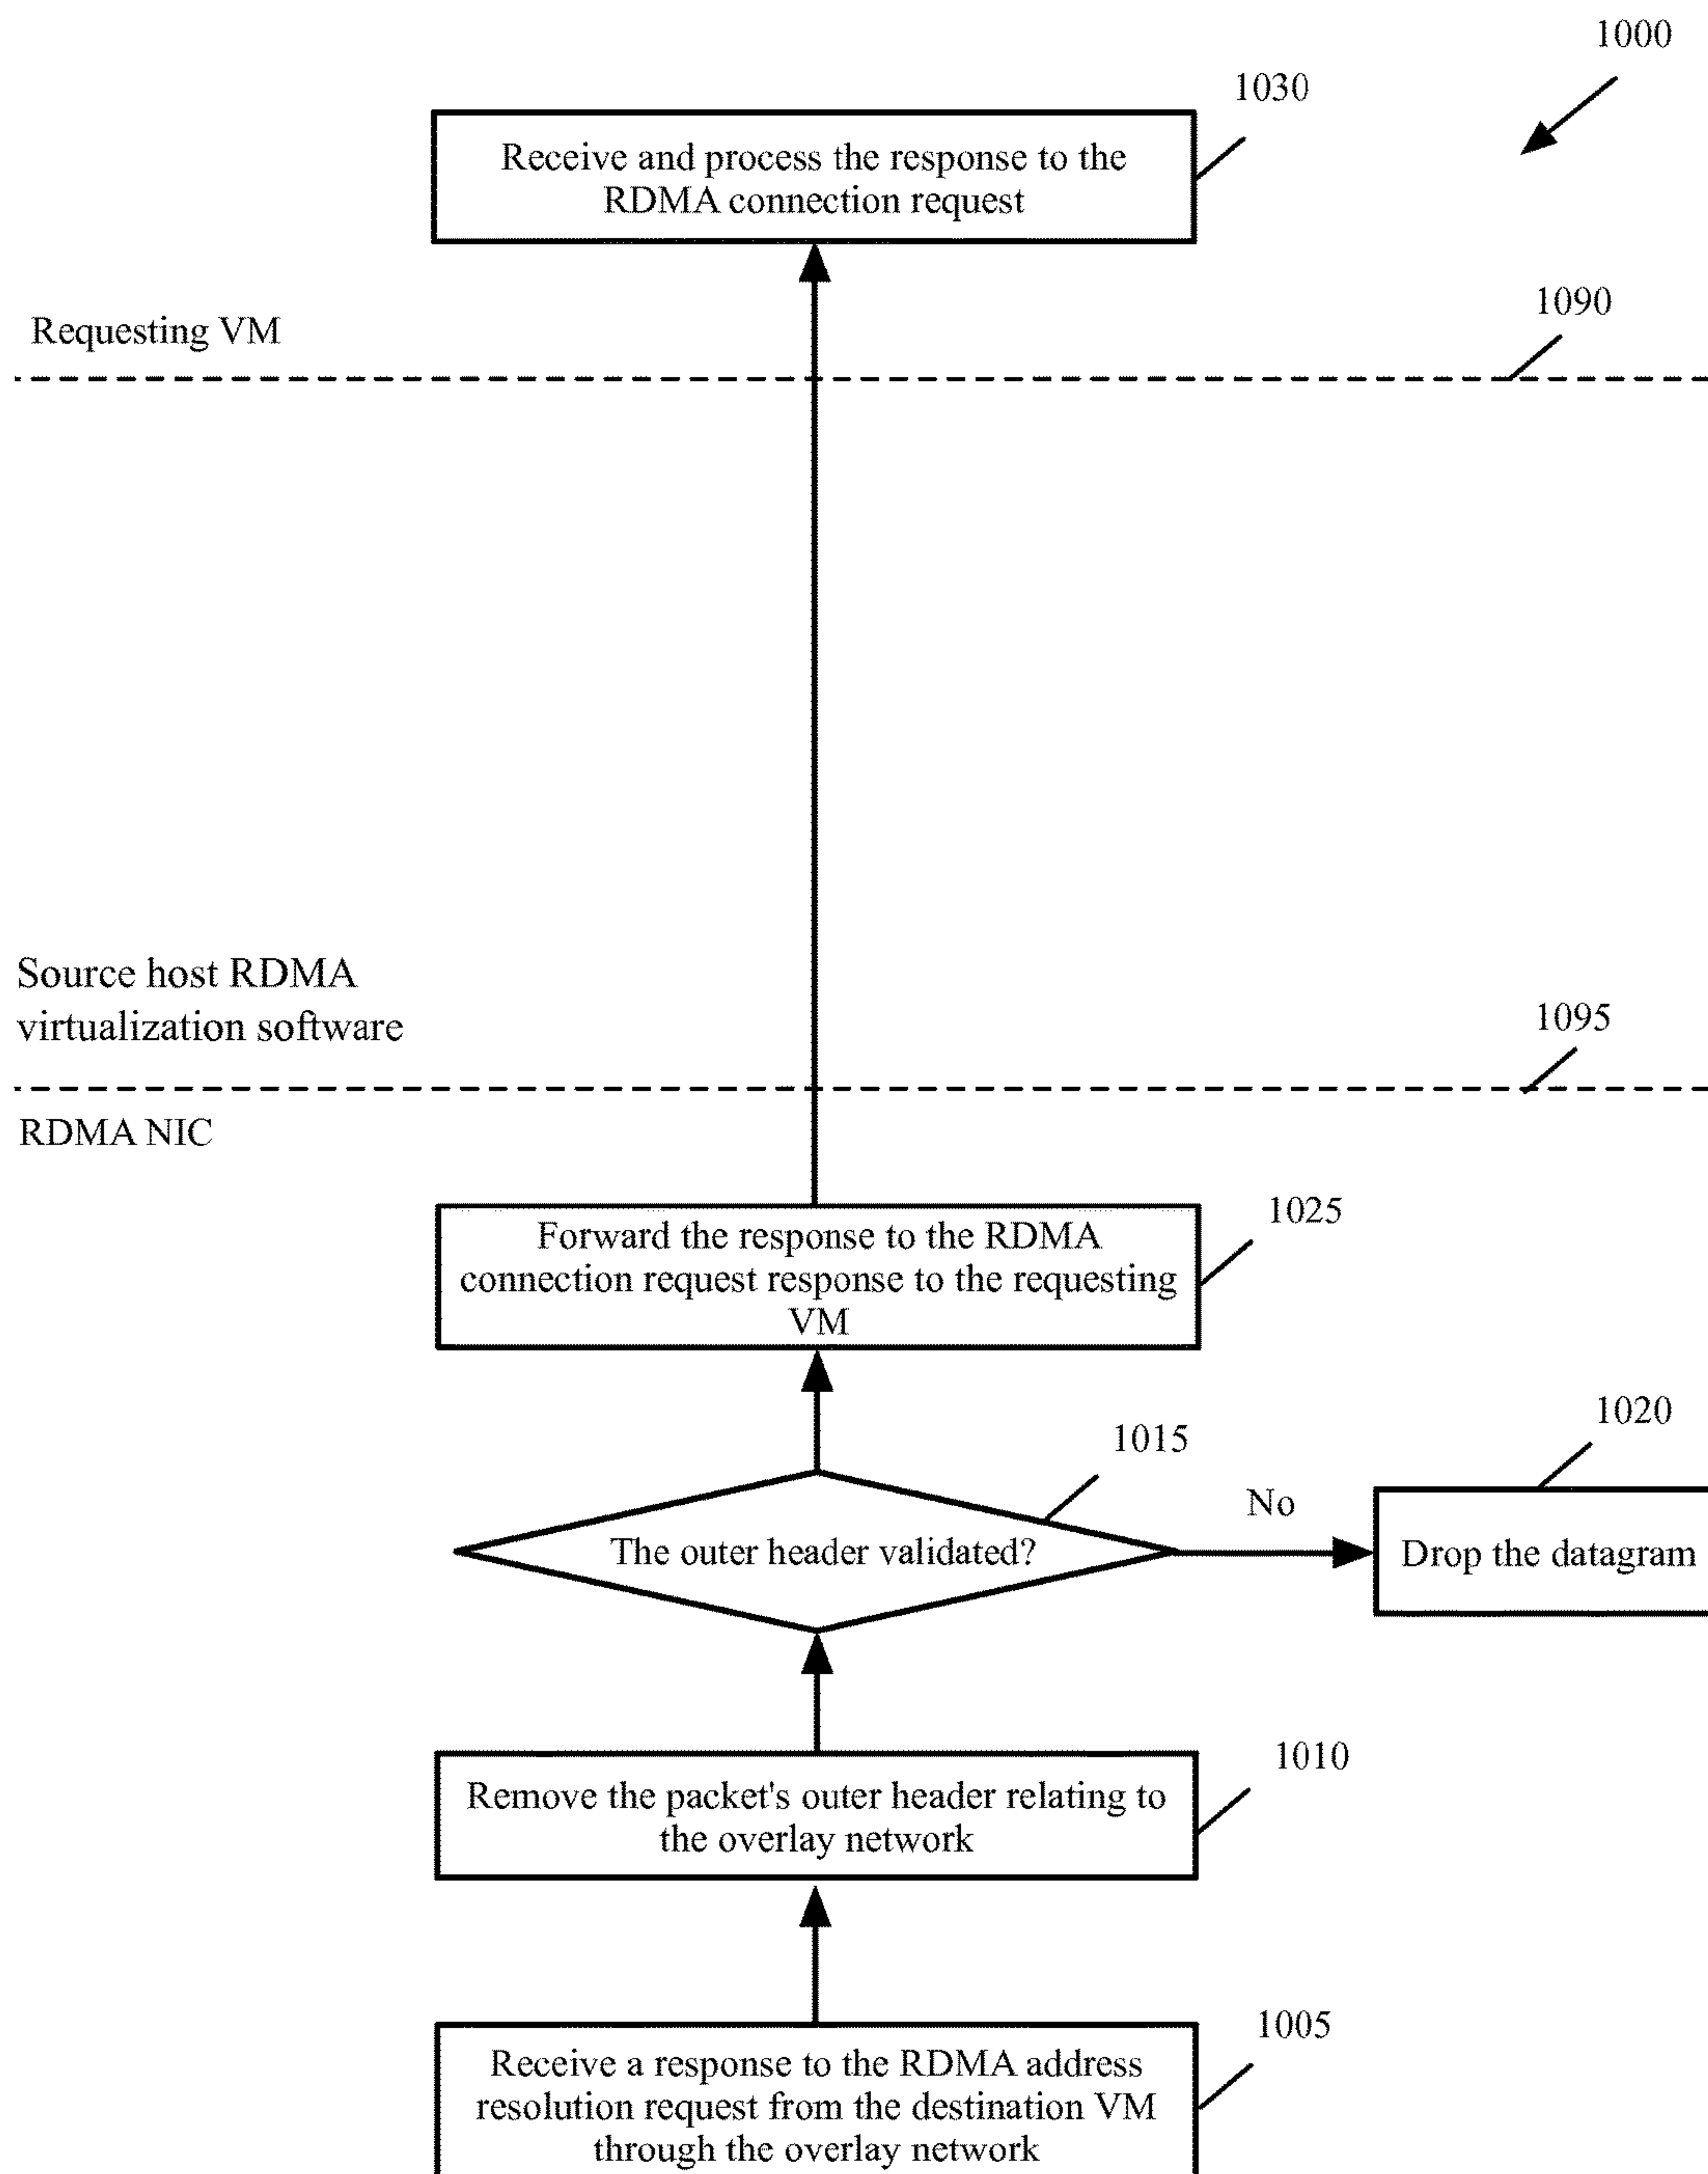 1000
1030
Receive and process the response to the
RDMA connection request
1090
Requesting VM
Source host RDMA
virtualization software
1095
RDMA NIC
1025
Forward the response to the RDMA
connection request response to the requesting
VM
1020
1015
No
The outer header validated?
Drop the datagram
1010
Remove the packet's outer header relating to
the overlay network
1005
Receive a response to the RDMA address
resolution request from the destination VM
through the overlay network